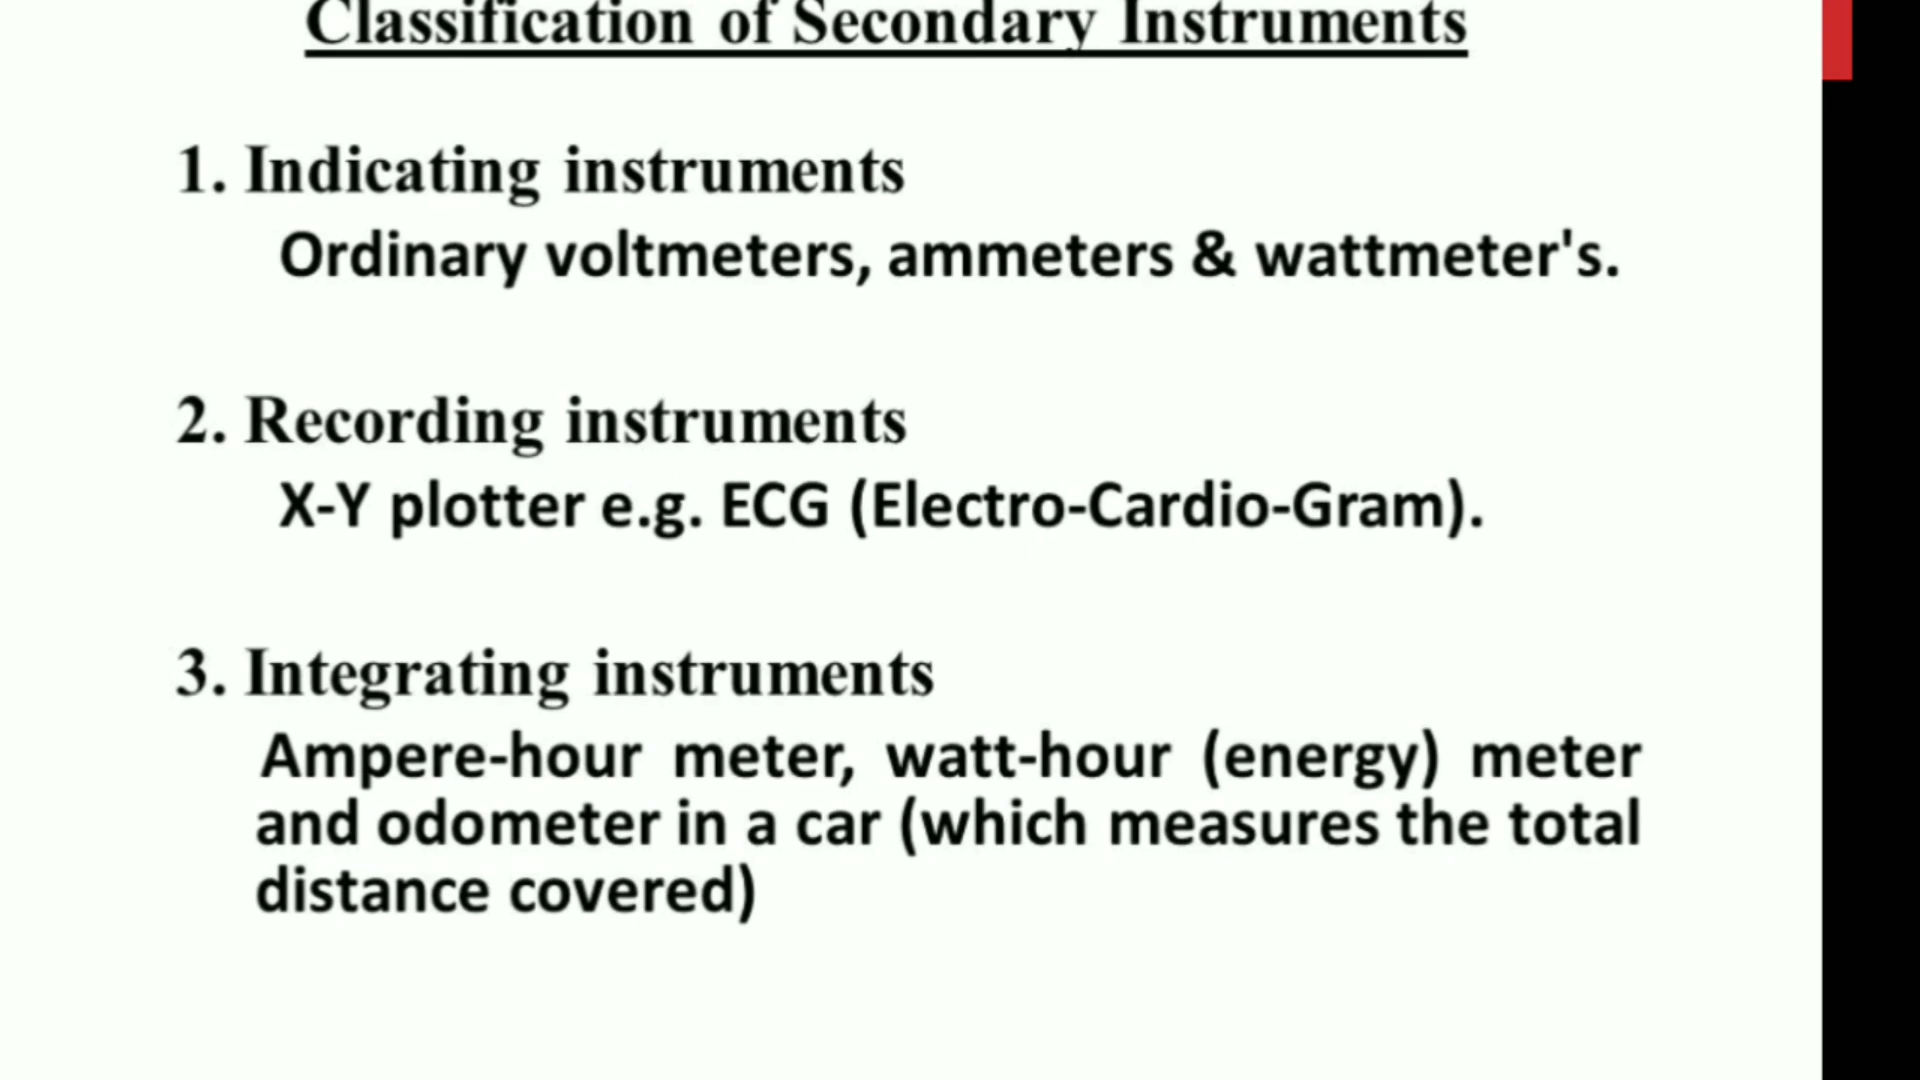 Classification of Secondary Instruments
1. Indicating instruments
Ordinary voltmeters, ammeters & wattmeter's.
2. Recording instruments
X-Y plotter e.g. ECG (Electro-Cardio-Gram).
3. Integrating instruments
Ampere-hour meter, watt-hour (energy) meter
and odometer in a car (which measures the total
distance covered)